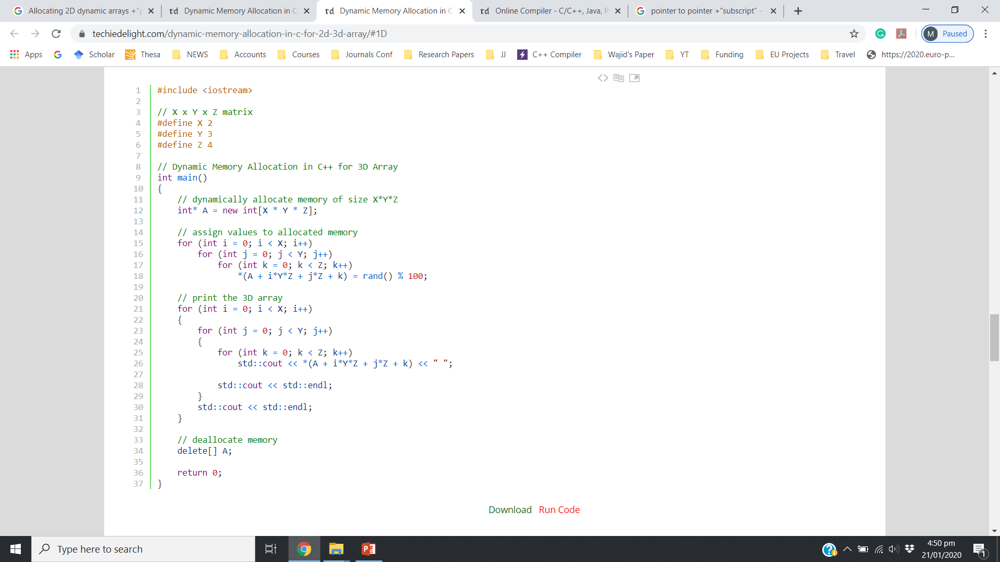 Allocating 2D dynamic arrays +"p
td Dynamic Memory Allocation in C
td Dynamic Memory Allocation in C
td Online Compiler - C/C++, Java, P
pointer to pointer +"subscript" -
techiedelight.com/dynamic-memory-allocation-in-c-for-2d-3d-array/#1D
M Paused
Apps Scholar Thesa NEWS Accounts Courses Journals Conf Research Papers JJ C++ Compiler Wajid's Paper YT Funding EU Projects Travel https://2020.euro-p...
1 #include <iostream>
2
3 // X x Y x Z matrix
4 #define X 2
5 #define Y 3
6 #define Z 4
7
8 // Dynamic Memory Allocation in C++ for 3D Array
9 int main()
10 {
11 // dynamically allocate memory of size X*Y*Z
12 int* A = new int[X * Y * Z];
13
14 // assign values to allocated memory
15 for (int i = 0; i < X; i++)
16 for (int j = 0; j < Y; j++)
17 for (int k = 0; k < Z; k++)
18 *(A + i*Y*Z + j*Z + k) = rand() % 100;
19
20 // print the 3D array
21 for (int i = 0; i < X; i++)
22 {
23 for (int j = 0; j < Y; j++)
24 {
25 for (int k = 0; k < Z; k++)
26 std::cout << *(A + i*Y*Z + j*Z + k) << " ";
27
28 std::cout << std::endl;
29 }
30 std::cout << std::endl;
31 }
32
33 // deallocate memory
34 delete[] A;
35
36 return 0;
37 }
Download Run Code
Type here to search
4:50 pm
21/01/2020
1